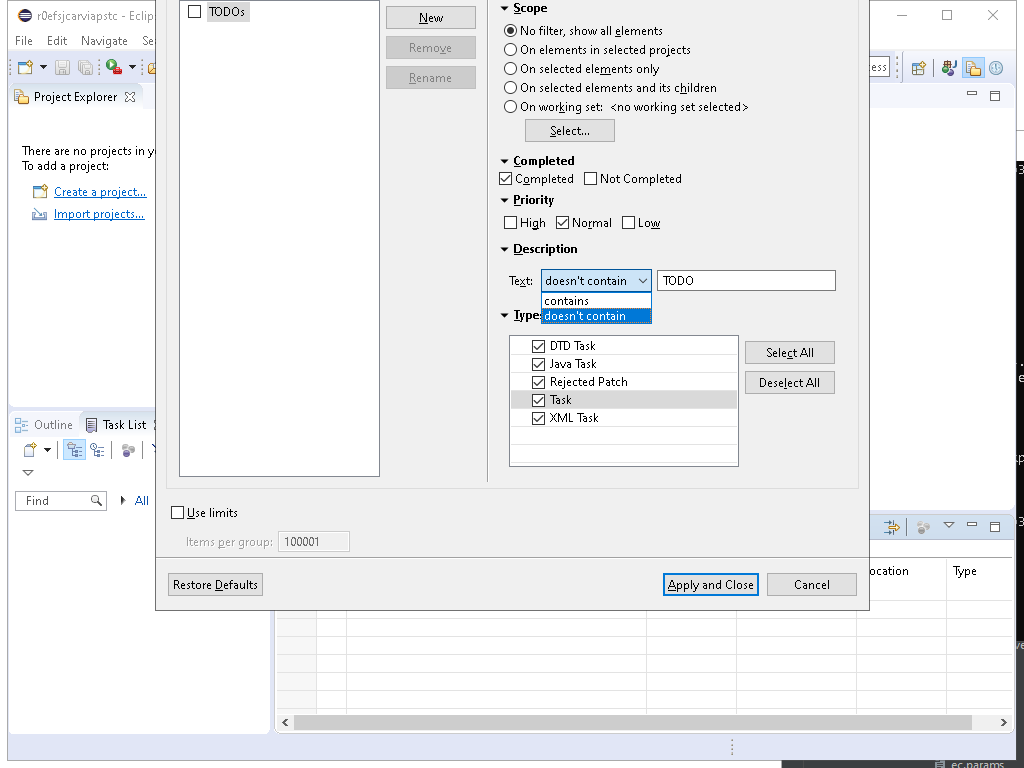 r0efsjcarviapstc - Eclip
File Edit Navigate Se
Project Explorer
There are no projects in y
To add a project:
Create a project...
Import projects...
Outline Task List
Find All
TODOs
New
Remove
Rename
Scope
No filter, show all elements
On elements in selected projects
On selected elements only
On selected elements and its children
On working set: <no working set selected>
Select...
Completed
Completed Not Completed
Priority
High Normal Low
Description
Text: doesn't contain TODO
contains
doesn't contain
Types
DTD Task
Java Task
Rejected Patch
Task
XML Task
Select All
Deselect All
Use limits
Items per group: 100001
Restore Defaults Apply and Close Cancel
ess
ocation Type
ec.params